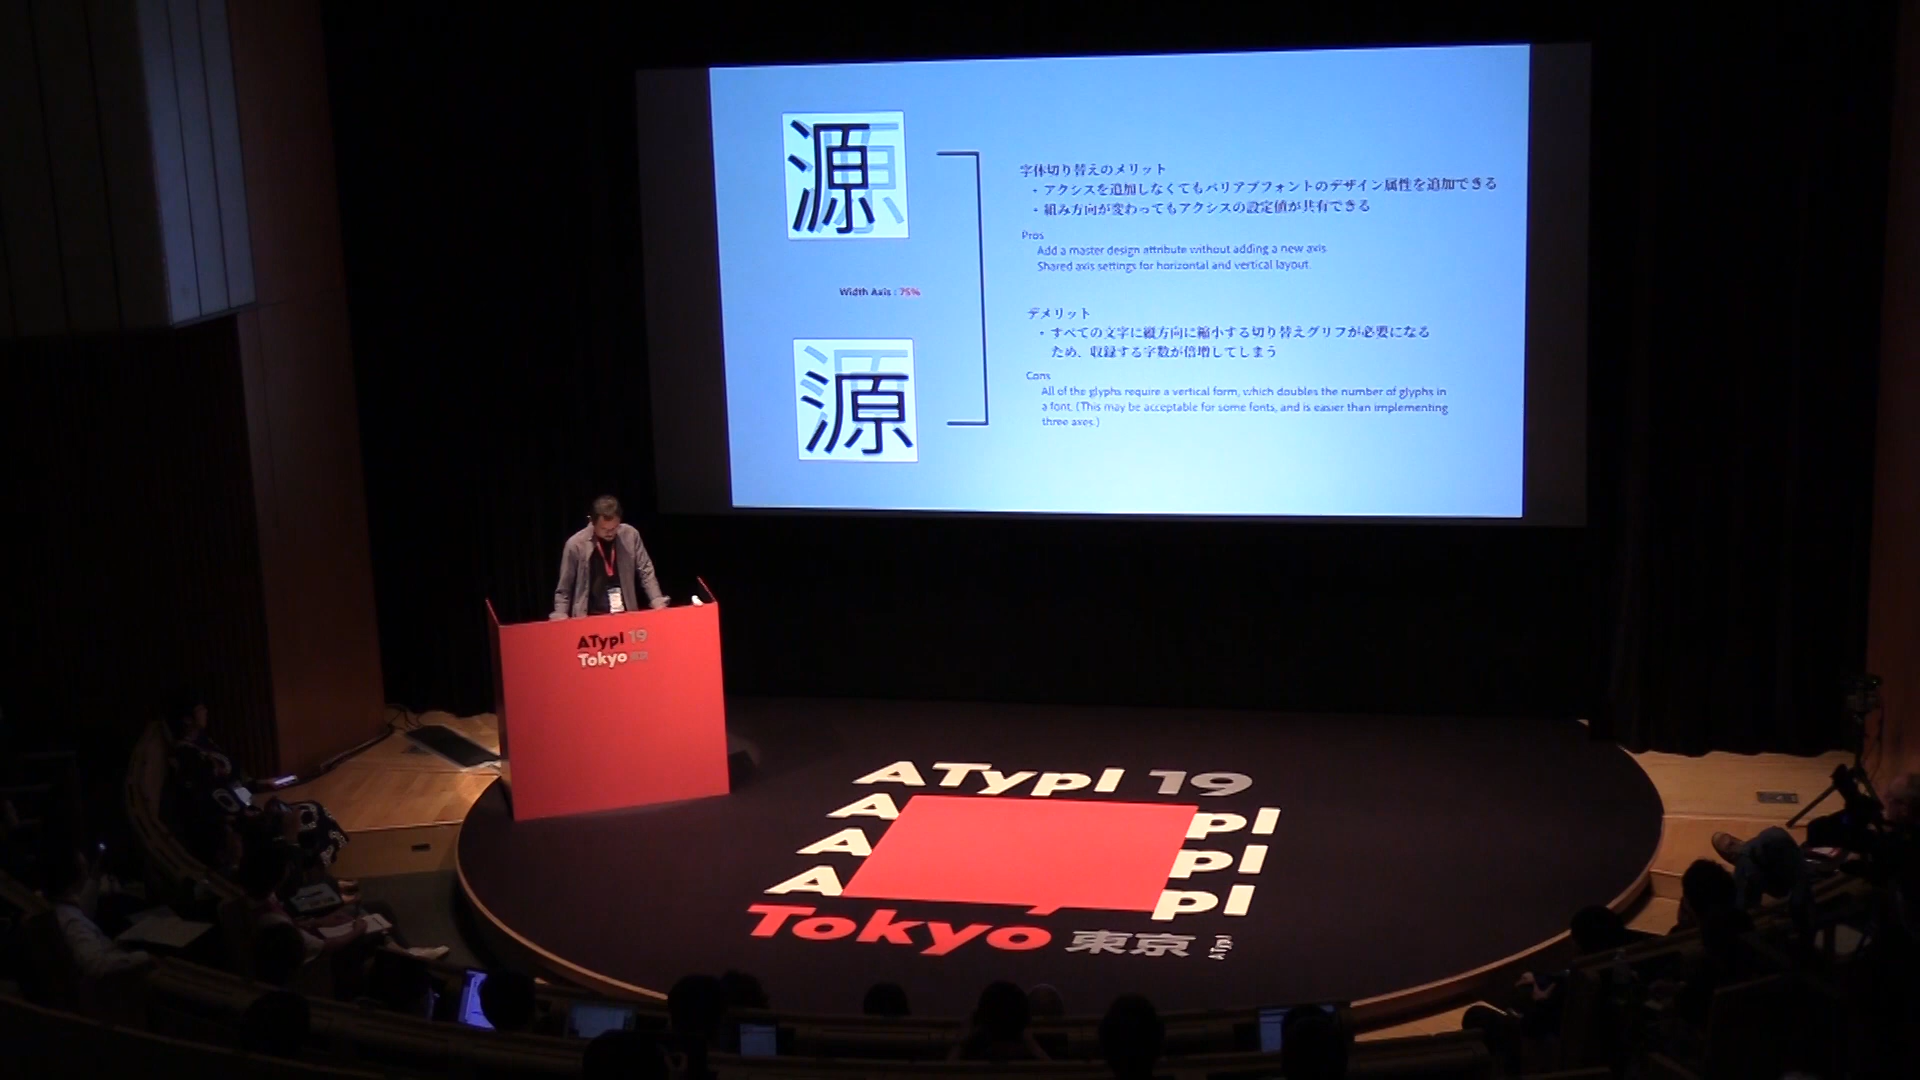 源
字体切り替えのメリット
・アクシスを追加しなくてもバリアブフォントのデザイン属性を追加できる
・組み方向が変わってもアクシスの設定値が共有できる
Pros
Add a master design attribute without adding a new axis.
Shared axis settings for horizontal and vertical layout.
Width Axis : 75%
源
デメリット
・すべての文字に縦方向に縮小する切り替えグリフが必要になる
ため、収録する字数が倍増してしまう
Cons
All of the glyphs require a vertical form, which doubles the number of glyphs in
a font. (This may be acceptable for some fonts, and is easier than implementing
three axes.)
ATypI 19
Tokyo 東京
ATypI 19
A pI
A pI
A pI
Tokyo 東京 ATypI